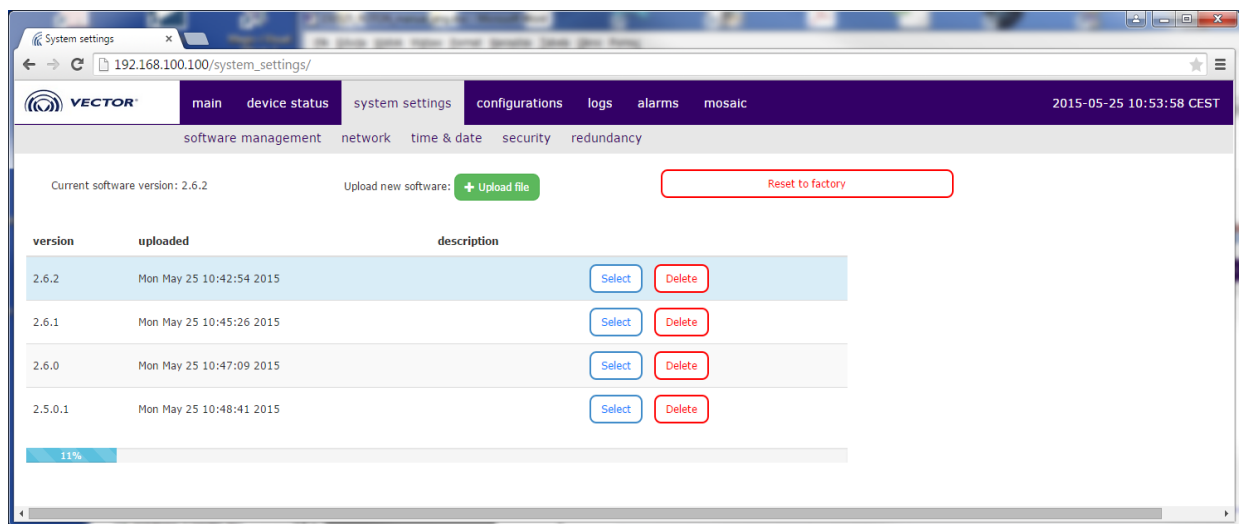 System settings
192.168.100.100/system_settings/
VECTOR main device status system settings configurations logs alarms mosaic 2015-05-25 10:53:58 CEST
software management network time & date security redundancy
Current software version: 2.6.2 Upload new software: + Upload file Reset to factory
version uploaded description
2.6.2 Mon May 25 10:42:54 2015 Select Delete
2.6.1 Mon May 25 10:45:26 2015 Select Delete
2.6.0 Mon May 25 10:47:09 2015 Select Delete
2.5.0.1 Mon May 25 10:48:41 2015 Select Delete
11%